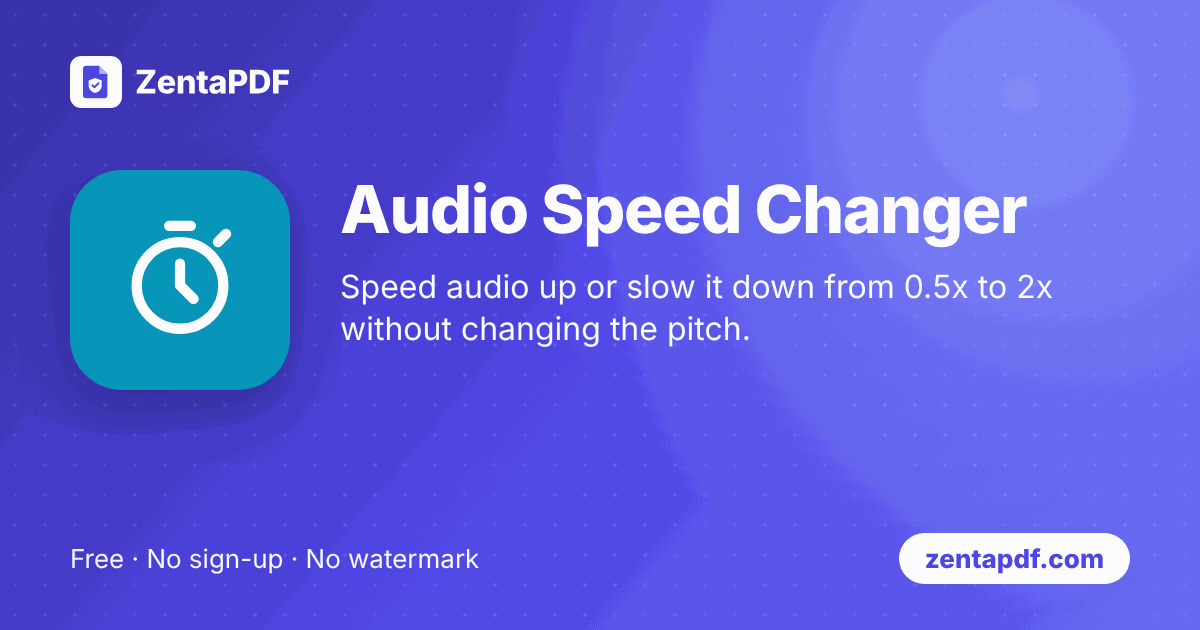 ZentaPDF
Audio Speed Changer
Speed audio up or slow it down from 0.5x to 2x
without changing the pitch.
Free · No sign-up · No watermark
zentapdf.com